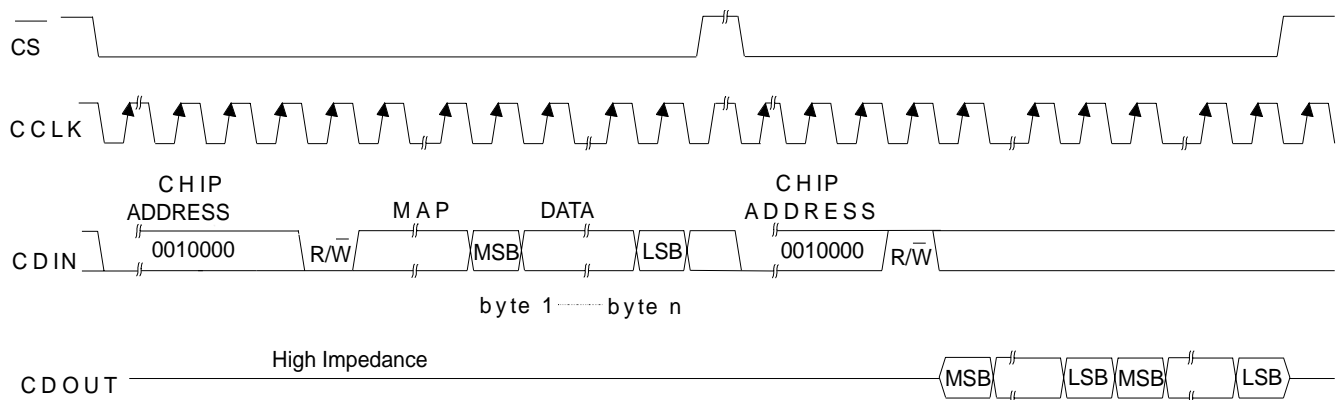 CS
CCLK
CHIP
ADDRESS
MAP
DATA
CHIP
ADDRESS
CDIN
0010000
R/W
MSB
LSB
0010000
R/W
byte 1
byte n
High Impedance
CDOUT
MSB
LSB
MSB
LSB